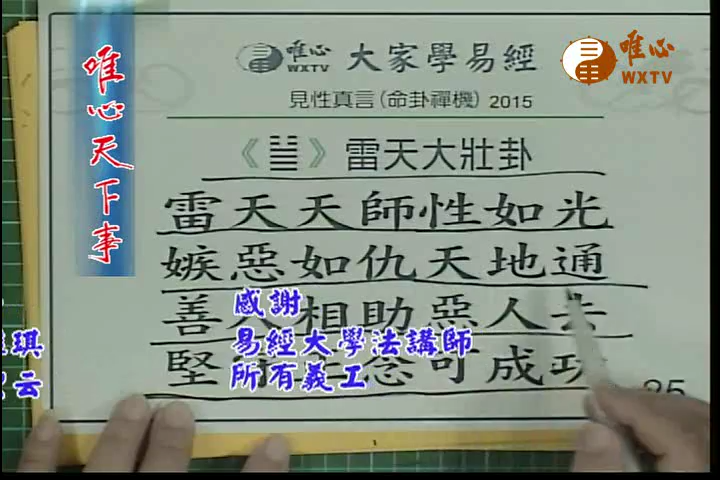 唯心 WXTV 大家學易經
唯心 WXTV
見性真言(命卦禪機) 2015
《䷡》雷天大壯卦
雷天天師性如光
嫉惡如仇天地通
善人相助惡人去
堅 念可成功
唯心天下事
感謝
易經大學法講師
所有義工
琪
云